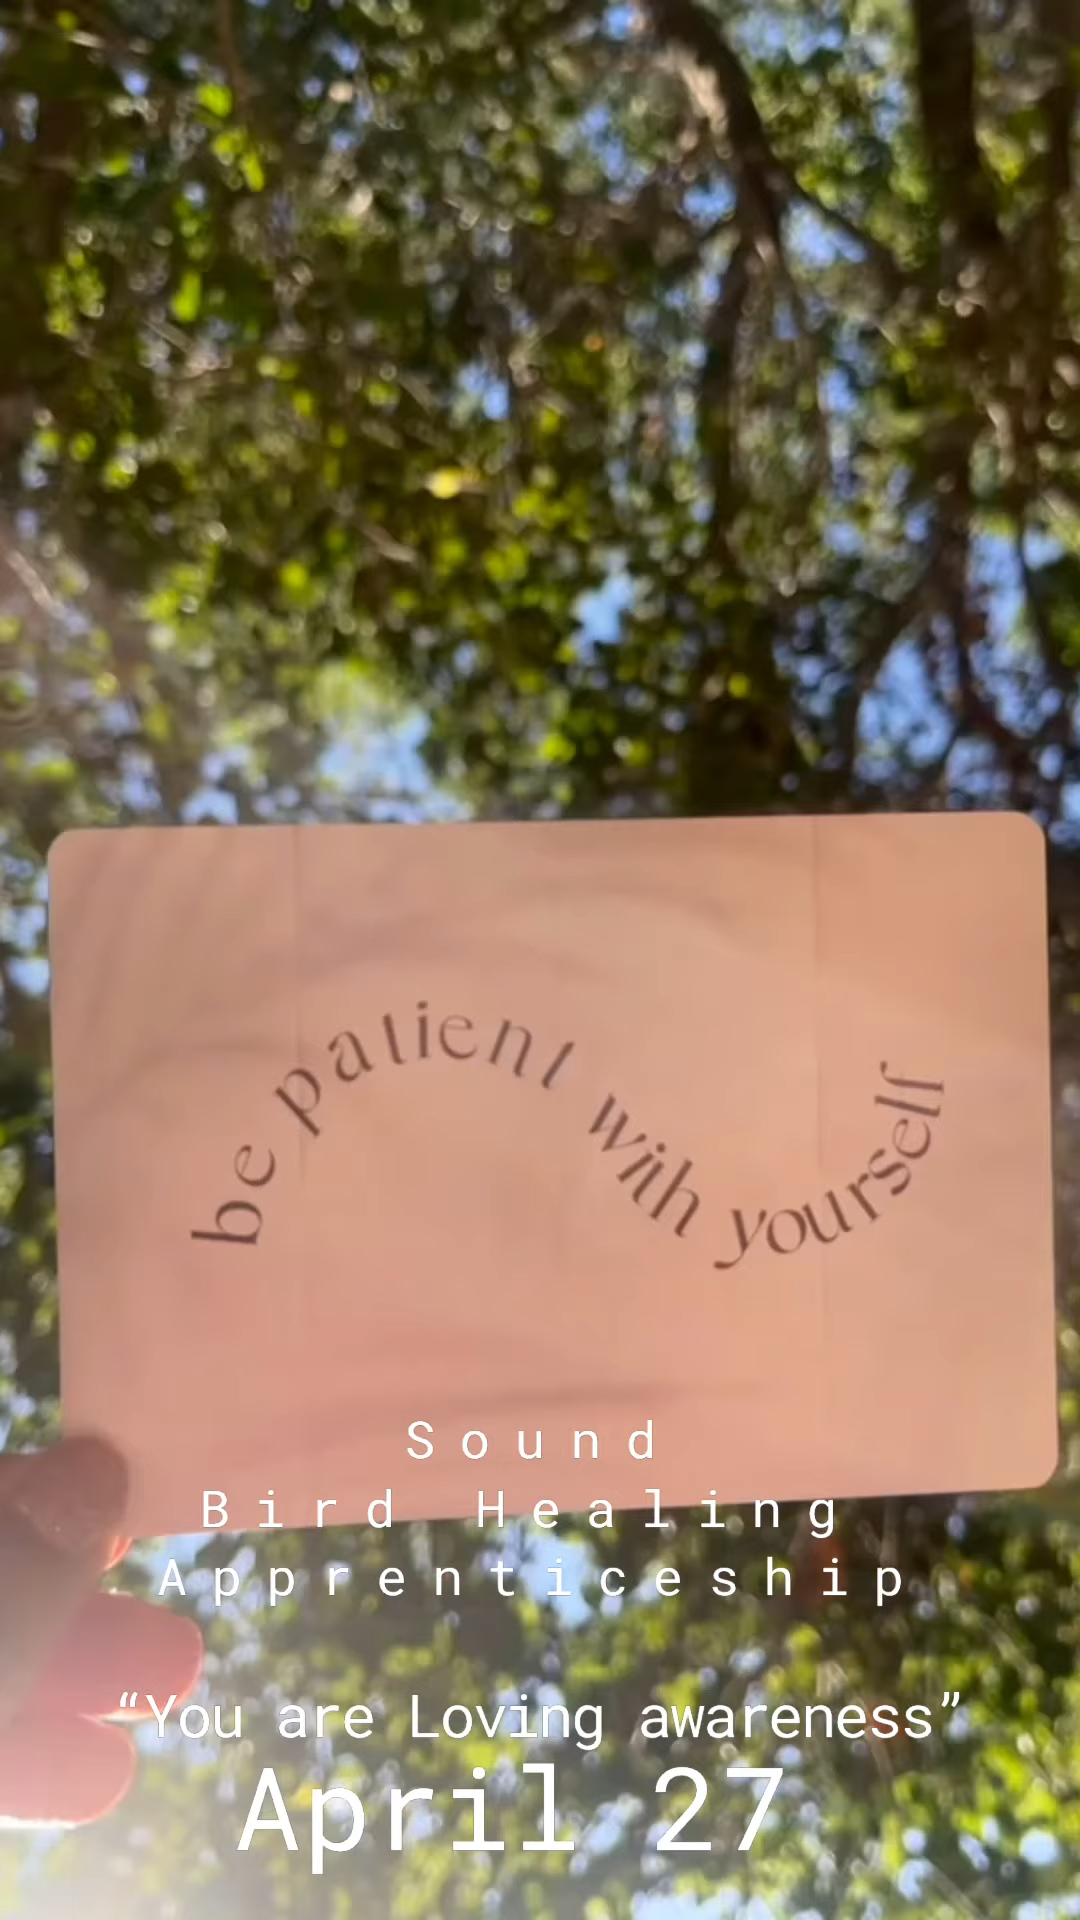 be patient with yourself
Sound
Bird Healing
Apprenticeship
“You are Loving awareness”
April 27